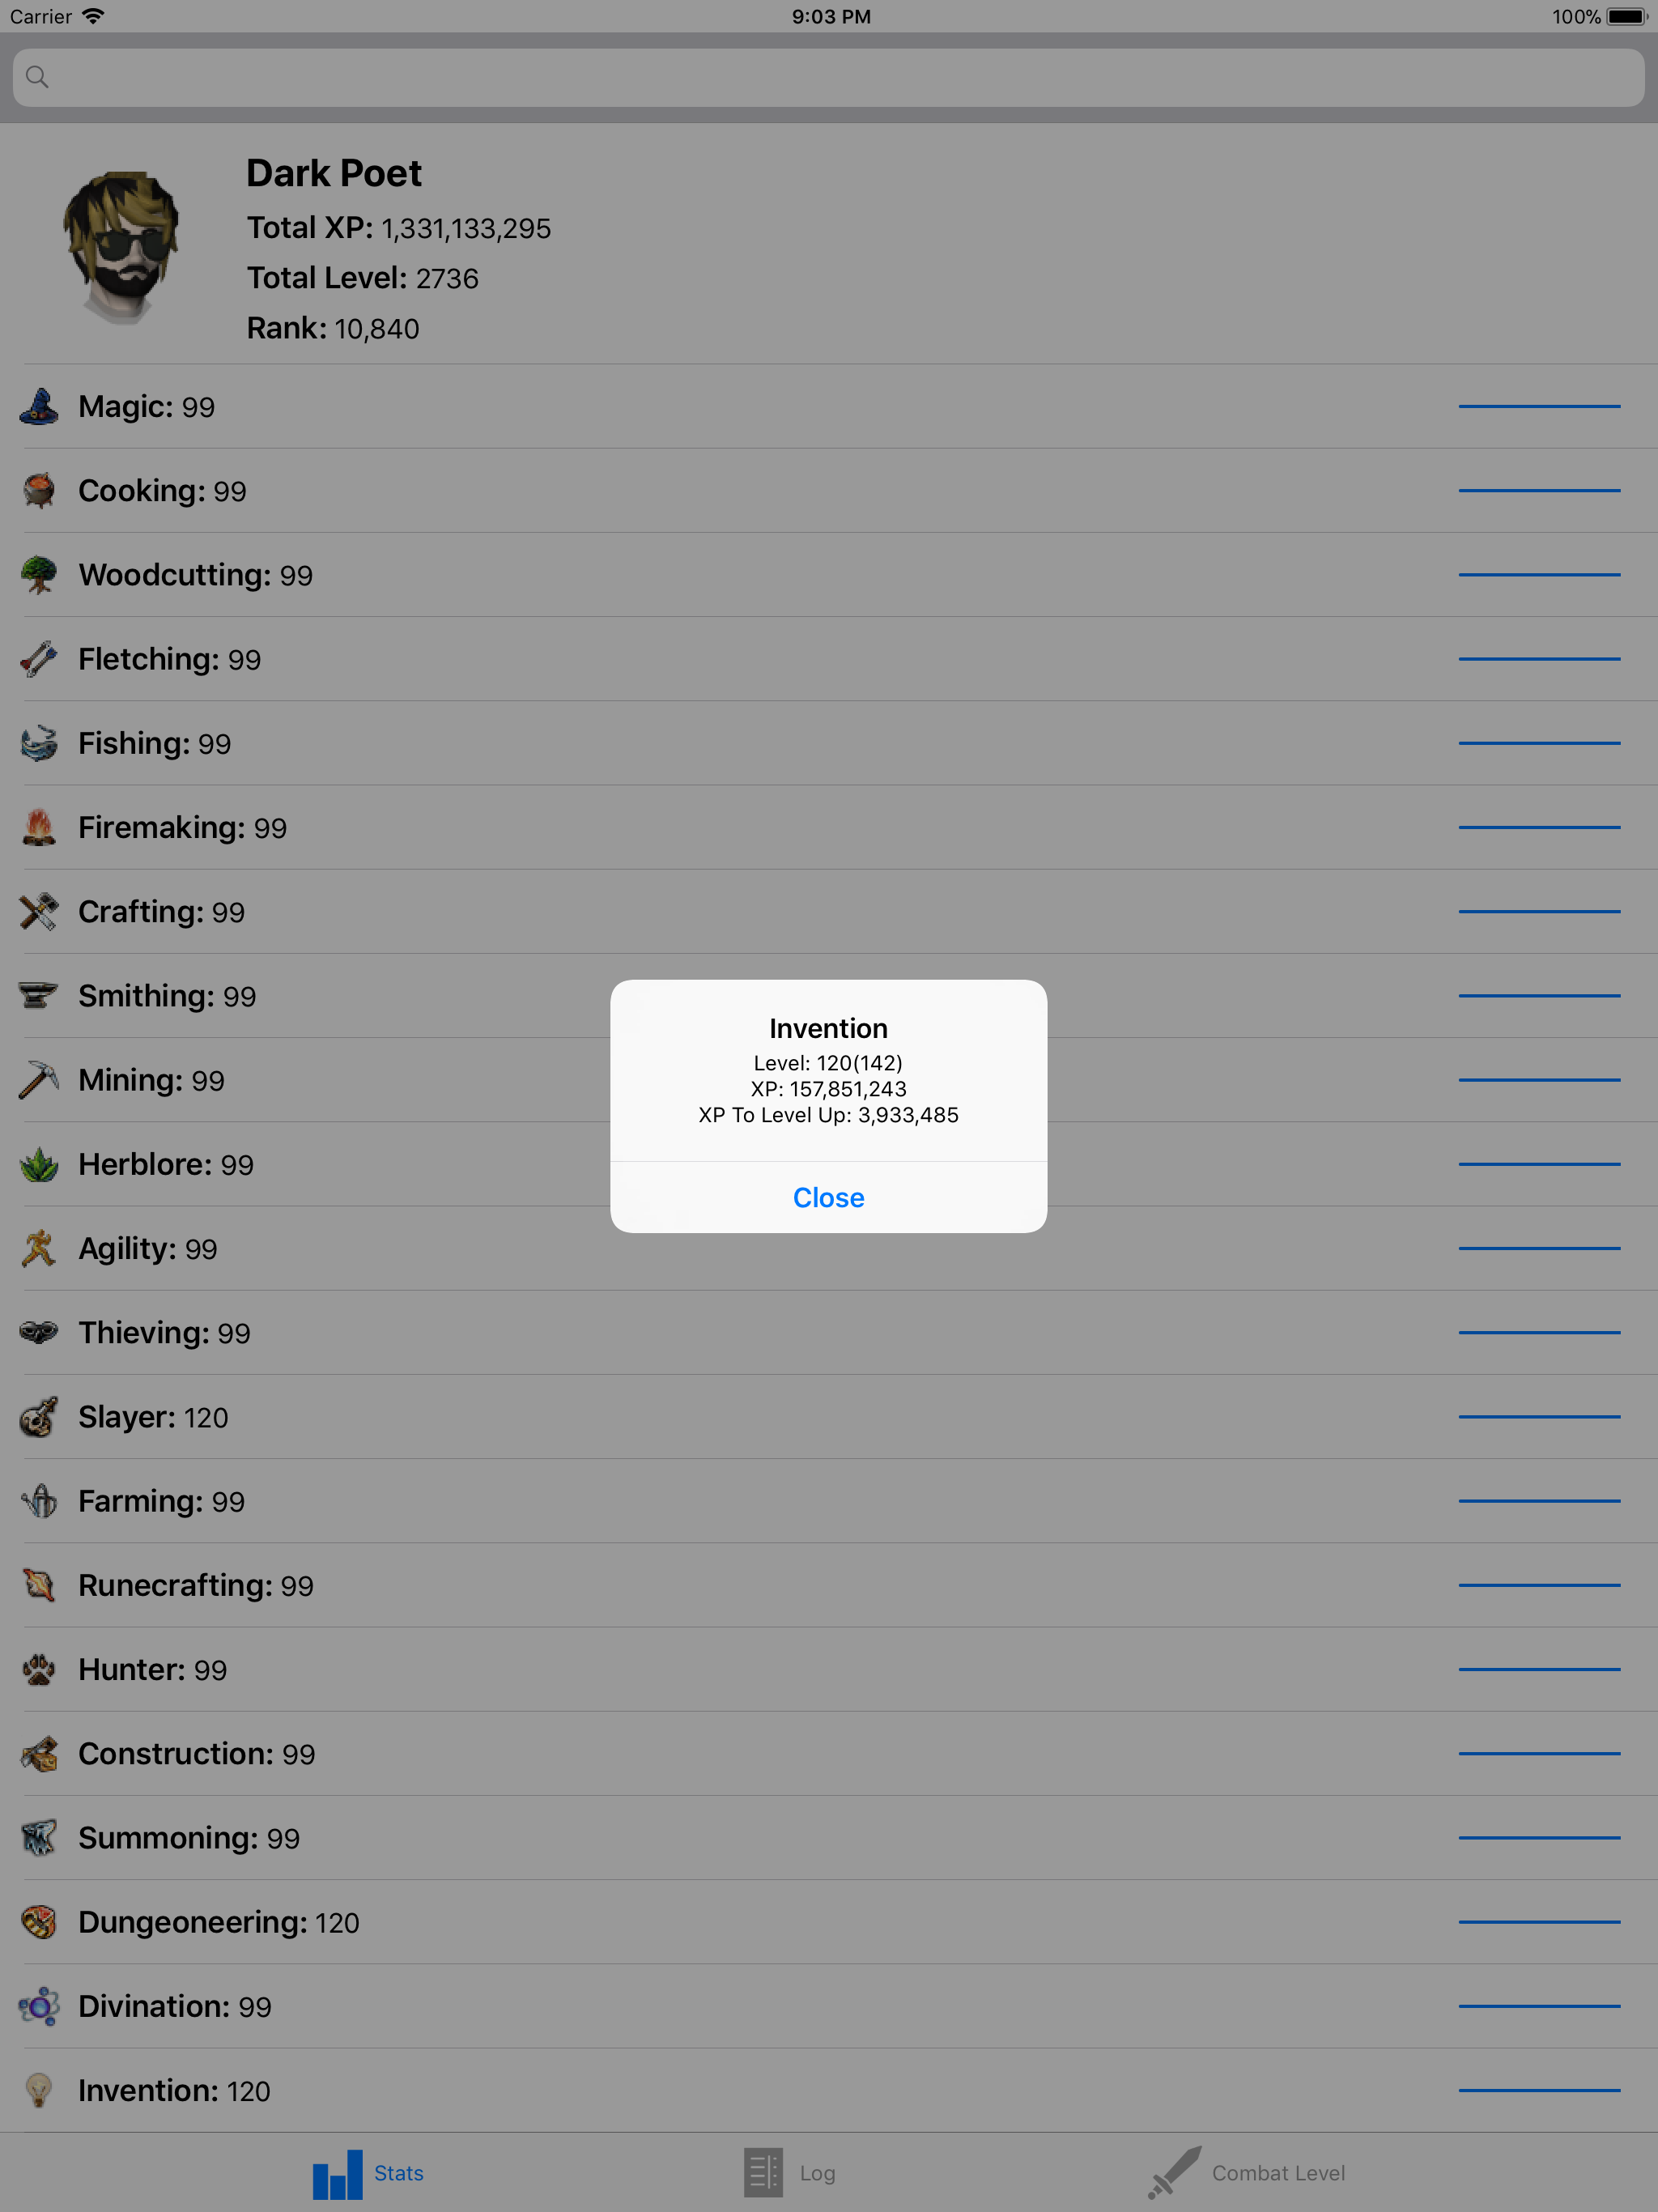 Carrier 9:03 PM 100%
Dark Poet
Total XP: 1,331,133,295
Total Level: 2736
Rank: 10,840
Magic: 99
Cooking: 99
Woodcutting: 99
Fletching: 99
Fishing: 99
Firemaking: 99
Crafting: 99
Smithing: 99
Mining: 99
Herblore: 99
Agility: 99
Thieving: 99
Slayer: 120
Farming: 99
Runecrafting: 99
Hunter: 99
Construction: 99
Summoning: 99
Dungeoneering: 120
Divination: 99
Invention: 120
Invention
Level: 120(142)
XP: 157,851,243
XP To Level Up: 3,933,485
Close
Stats Log Combat Level